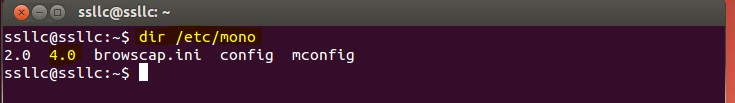 ssllc@ssllc: ~
ssllc@ssllc:~$ dir /etc/mono
2.0  4.0  browscap.ini  config  mconfig
ssllc@ssllc:~$